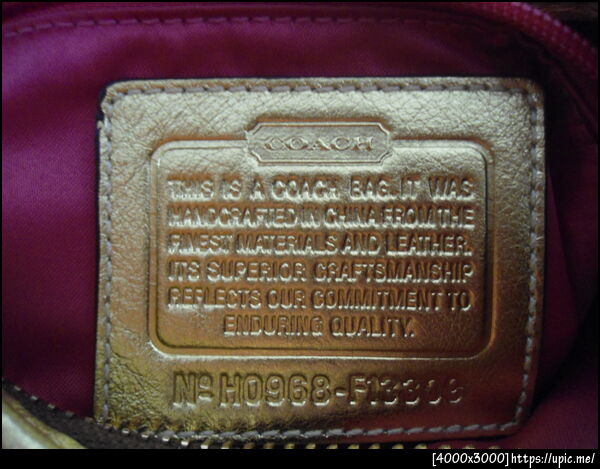 COACH
THIS IS A COACH BAG. IT WAS
HANDCRAFTED IN CHINA FROM THE
FINEST MATERIALS AND LEATHER.
ITS SUPERIOR CRAFTSMANSHIP
REFLECTS OUR COMMITMENT TO
ENDURING QUALITY.
Nº H0968-F13303
[4000x3000]https://upic.me/